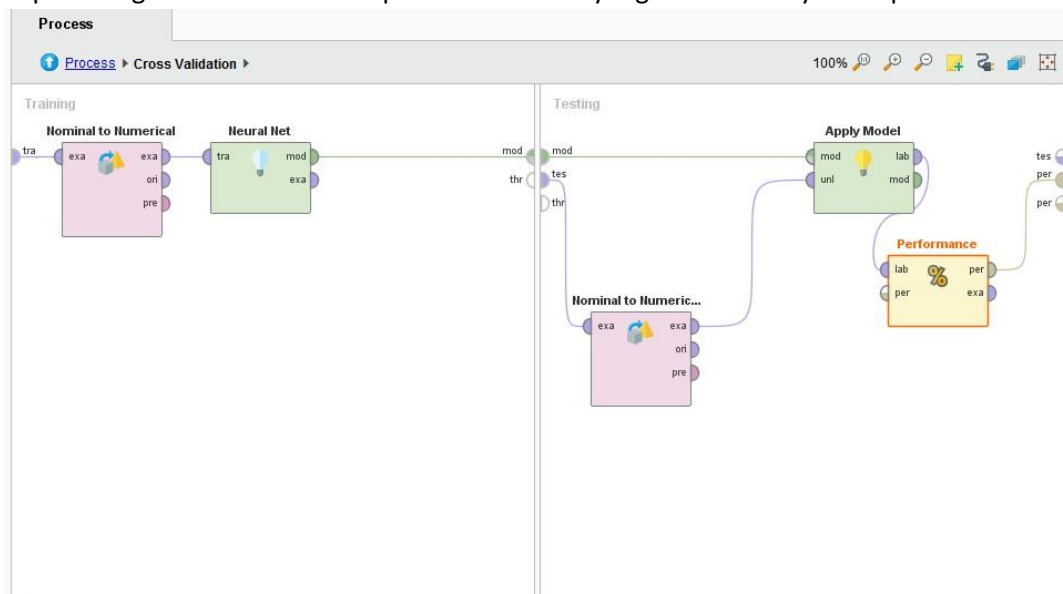 Process
Process ▸ Cross Validation ▸
100%
Training
Testing
Nominal to Numerical
Neural Net
Apply Model
tra
exa exa
ori
pre
tra mod
exa
mod
thr
mod
tes
thr
mod lab
unl mod
tes
per
per
Performance
lab per
per exa
Nominal to Numeric...
exa exa
ori
pre